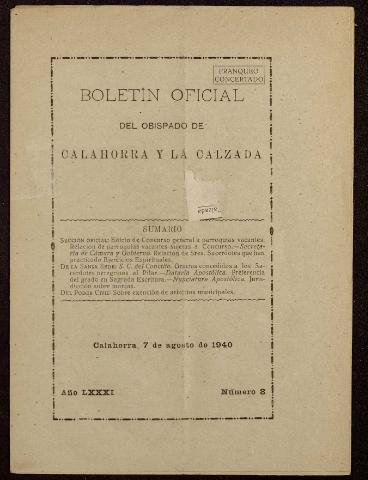 FRANQUEO
CONCERTADO
BOLETÍN OFICIAL
DEL OBISPADO DE
CALAHORRA Y LA CALZADA
SUMARIO
SECCIÓN OFICIAL: Edicto de Concurso general a parroquias vacantes.
Relación de parroquias vacantes sujetas a Concurso.—Secreta-
ría de Cámara y Gobierno. Relación de Sres. Sacerdotes que han
practicado Ejercicios Espirituales.
DE LA SANTA SEDE: S. C. del Concilio. Gracias concedidas a los Sa-
cerdotes peregrinos al Pilar.—Dataría Apostólica. Preferencia
del grado en Sagrada Escritura.—Nunciatura Apostólica. Juris-
dicción sobre monjas.
DEL PODER CIVIL: Sobre exención de arbitrios municipales.
Calahorra, 7 de agosto de 1940
Año LXXXI
Número 8